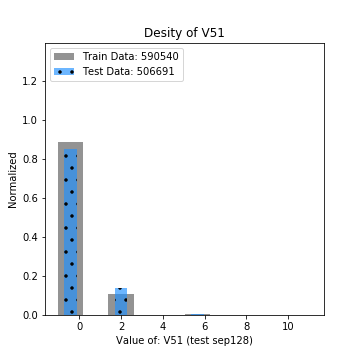 Desity of V51
Train Data: 590540
Test Data: 506691
1.2
1.0
0.8
0.6
0.4
0.2
0.0
Normalized
0 2 4 6 8 10
Value of: V51 (test sep128)